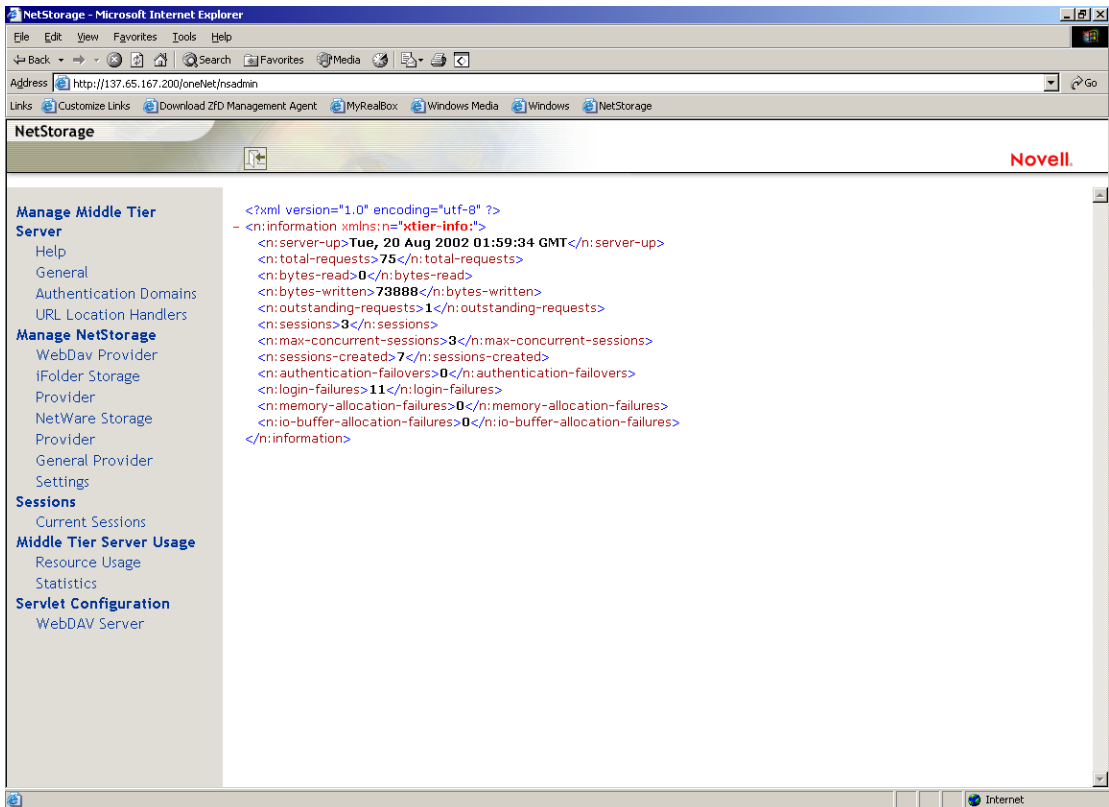 NetStorage - Microsoft Internet Explorer
File Edit View Favorites Tools Help
Back Search Favorites Media
Address http://137.65.167.200/oneNet/nsadmin Go
Links Customize Links Download ZfD Management Agent MyRealBox Windows Media Windows NetStorage
NetStorage
Novell.
Manage Middle Tier
Server
Help
General
Authentication Domains
URL Location Handlers
Manage NetStorage
WebDav Provider
iFolder Storage
Provider
NetWare Storage
Provider
General Provider
Settings
Sessions
Current Sessions
Middle Tier Server Usage
Resource Usage
Statistics
Servlet Configuration
WebDAV Server
<?xml version="1.0" encoding="utf-8" ?>
- <n:information xmlns:n="xtier-info:">
<n:server-up>Tue, 20 Aug 2002 01:59:34 GMT</n:server-up>
<n:total-requests>75</n:total-requests>
<n:bytes-read>0</n:bytes-read>
<n:bytes-written>73888</n:bytes-written>
<n:outstanding-requests>1</n:outstanding-requests>
<n:sessions>3</n:sessions>
<n:max-concurrent-sessions>3</n:max-concurrent-sessions>
<n:sessions-created>7</n:sessions-created>
<n:authentication-failovers>0</n:authentication-failovers>
<n:login-failures>11</n:login-failures>
<n:memory-allocation-failures>0</n:memory-allocation-failures>
<n:io-buffer-allocation-failures>0</n:io-buffer-allocation-failures>
</n:information>
Internet